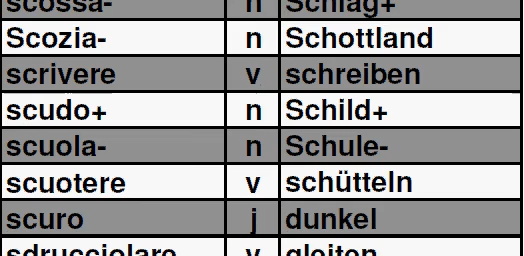 scossa- n Schlag+
Scozia- n Schottland
scrivere v schreiben
scudo+ n Schild+
scuola- n Schule-
scuotere v schütteln
scuro j dunkel
sdrucciolare v gleiten